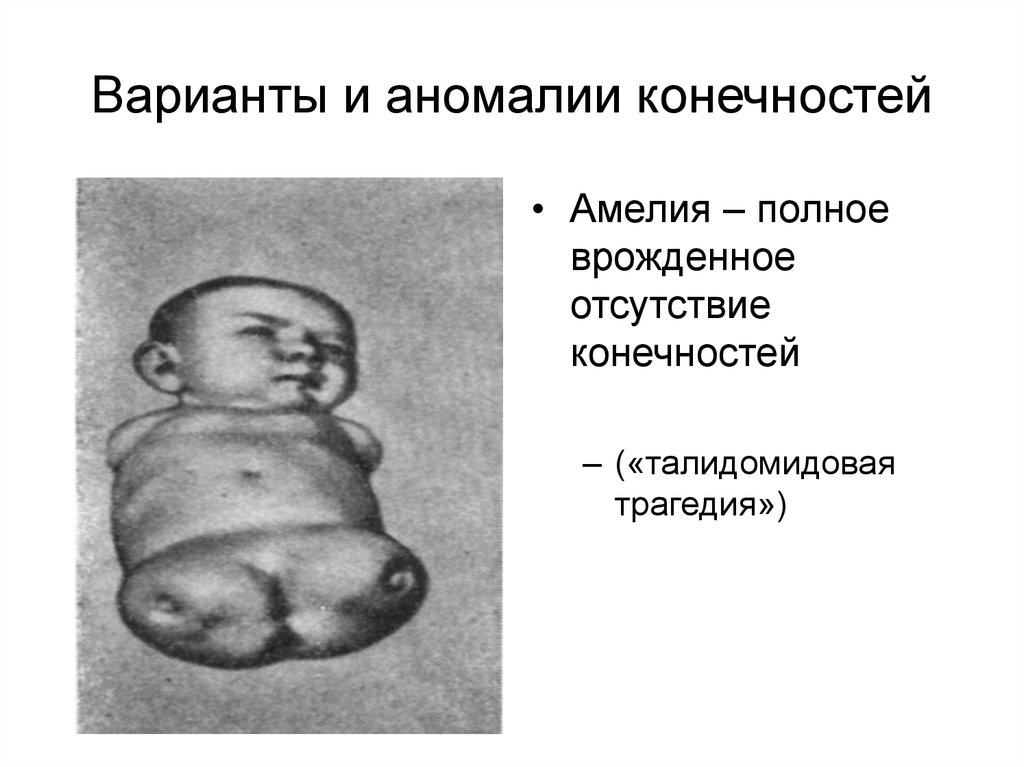 Варианты и аномалии конечностей
• Амелия – полное
врожденное
отсутствие
конечностей
– («талидомидовая
трагедия»)